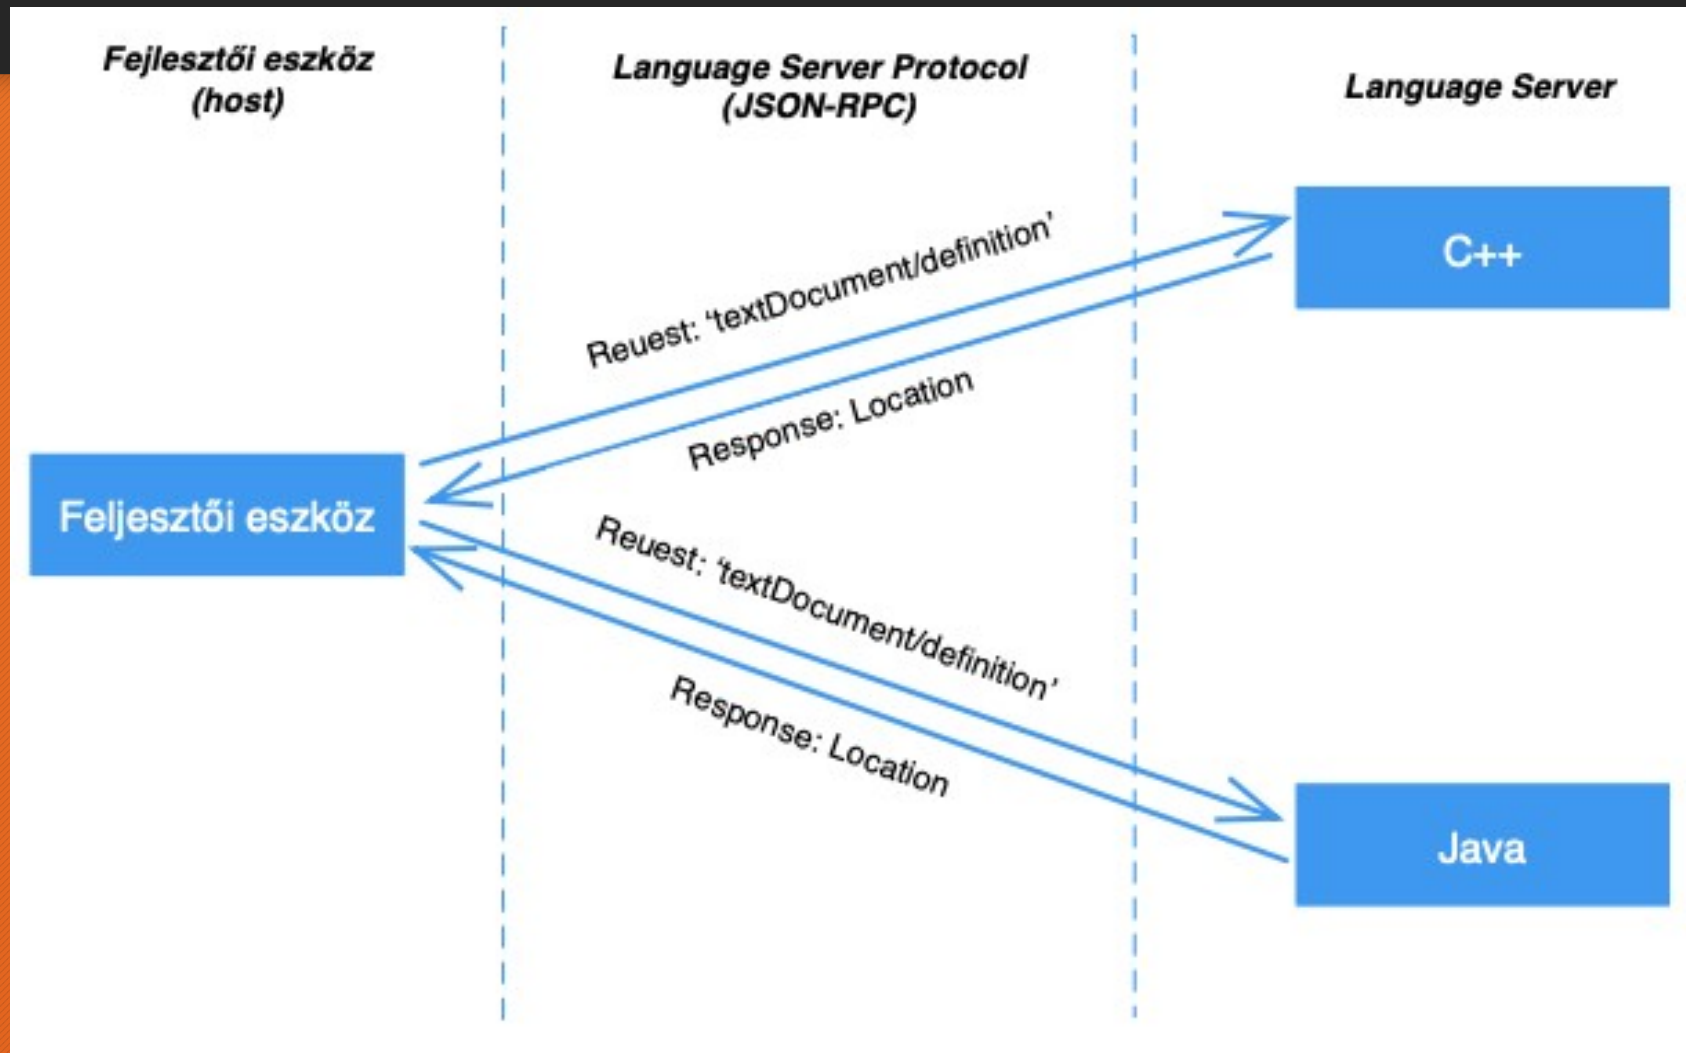 Fejlesztői eszköz
(host)
Language Server Protocol
(JSON-RPC)
Language Server
Reuest: ‘textDocument/definition’
Response: Location
C++
Feljesztői eszköz
Reuest: ‘textDocument/definition’
Response: Location
Java